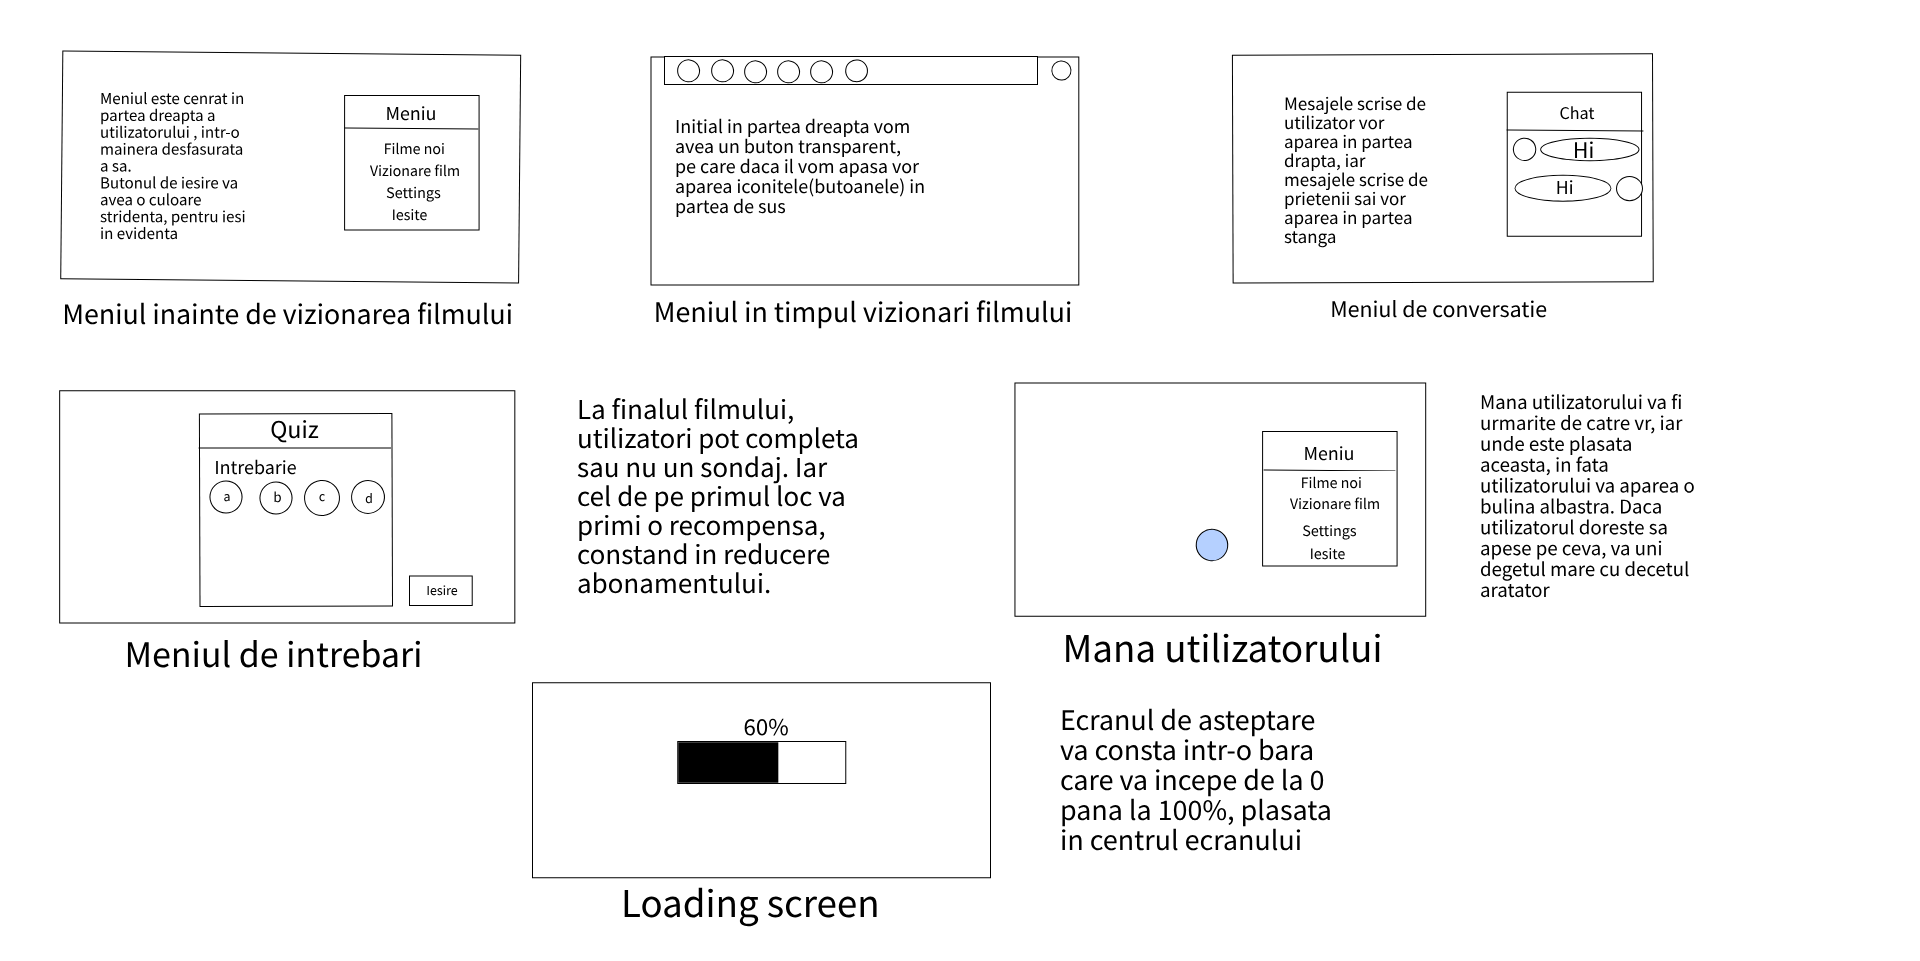 Meniul este cenrat in
partea dreapta a
utilizatorului , intr-o
mainera desfasurata
a sa.
Butonul de iesire va
avea o culoare
stridenta, pentru iesi
in evidenta
Meniu
Filme noi
Vizionare film
Settings
Iesite
Meniul inainte de vizionarea filmului
Initial in partea dreapta vom
avea un buton transparent,
pe care daca il vom apasa vor
aparea iconitele(butoanele) in
partea de sus
Meniul in timpul vizionari filmului
Mesajele scrise de
utilizator vor
aparea in partea
drapta, iar
mesajele scrise de
prietenii sai vor
aparea in partea
stanga
Chat
Hi
Hi
Meniul de conversatie
Quiz
Intrebarie
a b c d
Iesire
Meniul de intrebari
La finalul filmului,
utilizatori pot completa
sau nu un sondaj. Iar
cel de pe primul loc va
primi o recompensa,
constand in reducere
abonamentului.
Meniu
Filme noi
Vizionare film
Settings
Iesite
Mana utilizatorului
Mana utilizatorului va fi
urmarite de catre vr, iar
unde este plasata
aceasta, in fata
utilizatorului va aparea o
bulina albastra. Daca
utilizatorul doreste sa
apese pe ceva, va uni
degetul mare cu decetul
aratator
60%
Loading screen
Ecranul de asteptare
va consta intr-o bara
care va incepe de la 0
pana la 100%, plasata
in centrul ecranului